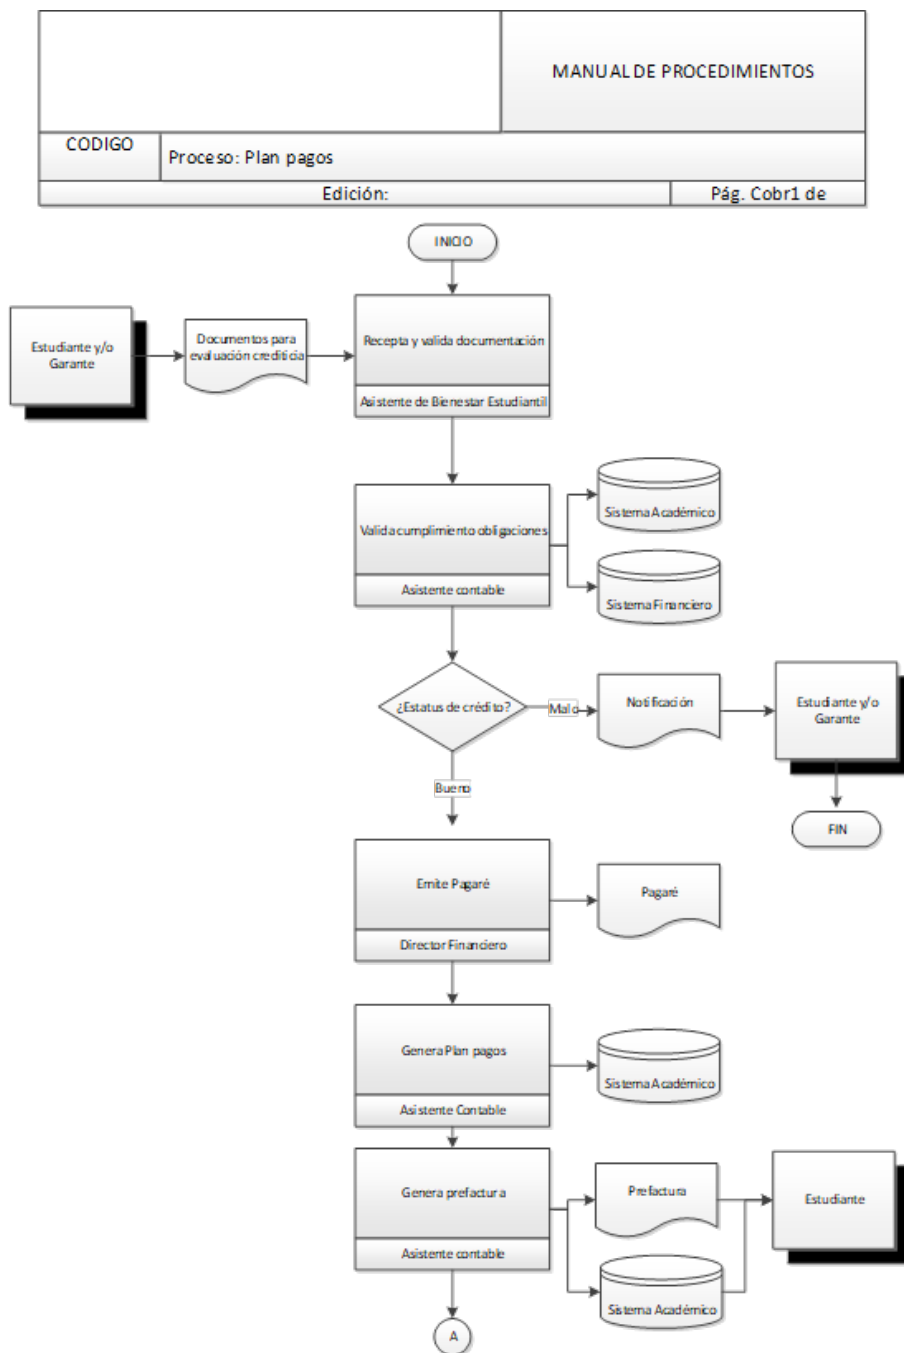 MANUAL DE PROCEDIMIENTOS
CODIGO
Proceso: Plan pagos
Edición:
Pág. Cobr1 de
INICIO
Estudiante y/o
Garante
Documentos para
evaluación crediticia
Recepta y valida documentación
Asistente de Bienestar Estudiantil
Valida cumplimiento obligaciones
Asistente contable
Sistema Académico
Sistema Financiero
¿Estatus de crédito?
Malo
Notificación
Estudiante y/o
Garante
Bueno
FIN
Emite Pagaré
Director Financiero
Pagaré
Genera Plan pagos
Asistente Contable
Sistema Académico
Genera prefactura
Asistente contable
Prefactura
Estudiante
Sistema Académico
A